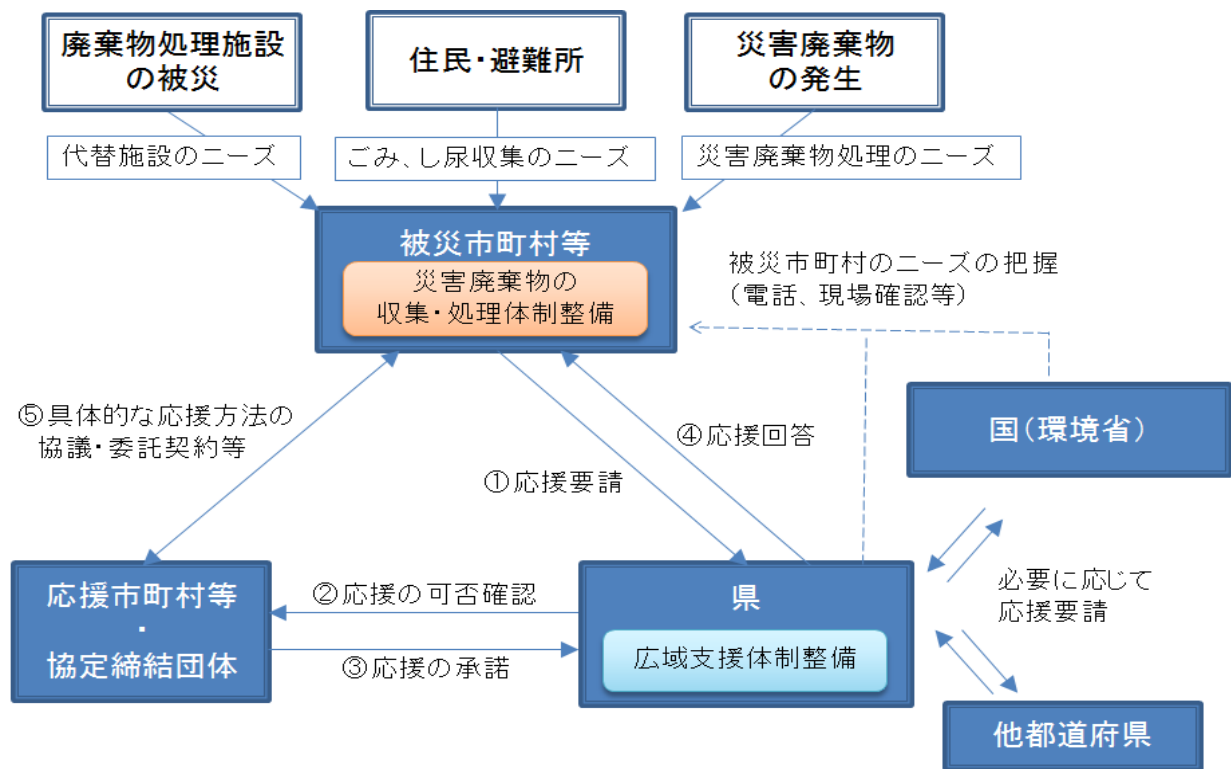 廃棄物処理施設
の被災
住民・避難所
災害廃棄物
の発生
代替施設のニーズ
ごみ、し尿収集のニーズ
災害廃棄物処理のニーズ
被災市町村等
災害廃棄物の
収集・処理体制整備
被災市町村のニーズの把握
（電話、現場確認等）
国（環境省）
⑤具体的な応援方法の
協議・委託契約等
④応援回答
①応援要請
応援市町村等
・
協定締結団体
②応援の可否確認
③応援の承諾
県
広域支援体制整備
必要に応じて
応援要請
他都道府県